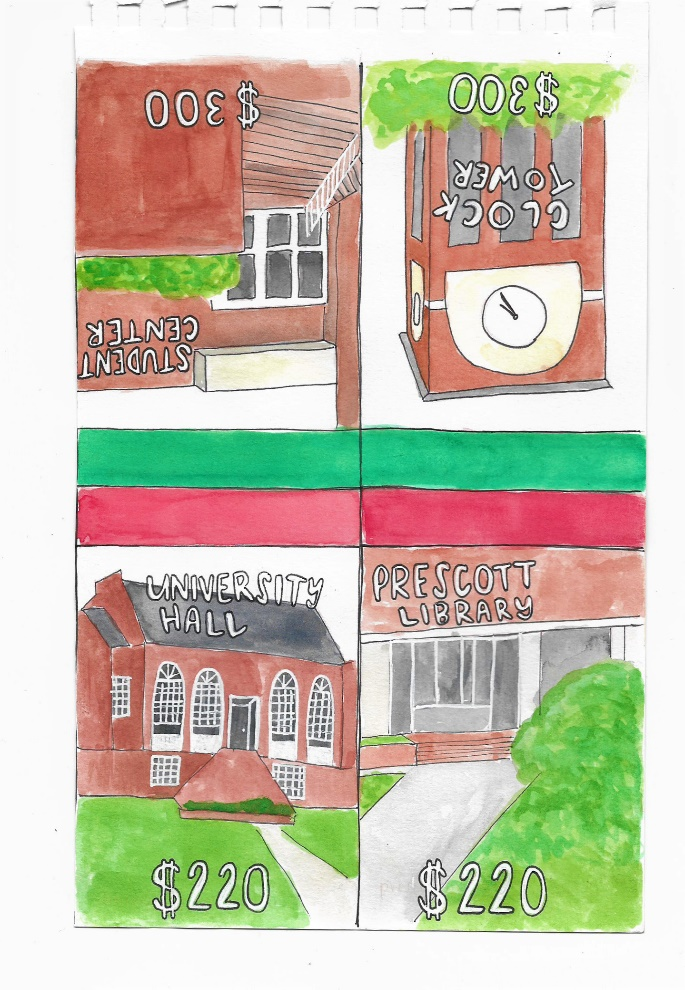 $300
CLOCK
TOWER
$300
STUDENT
CENTER
UNIVERSITY
HALL
$220
PRESCOTT
LIBRARY
$220